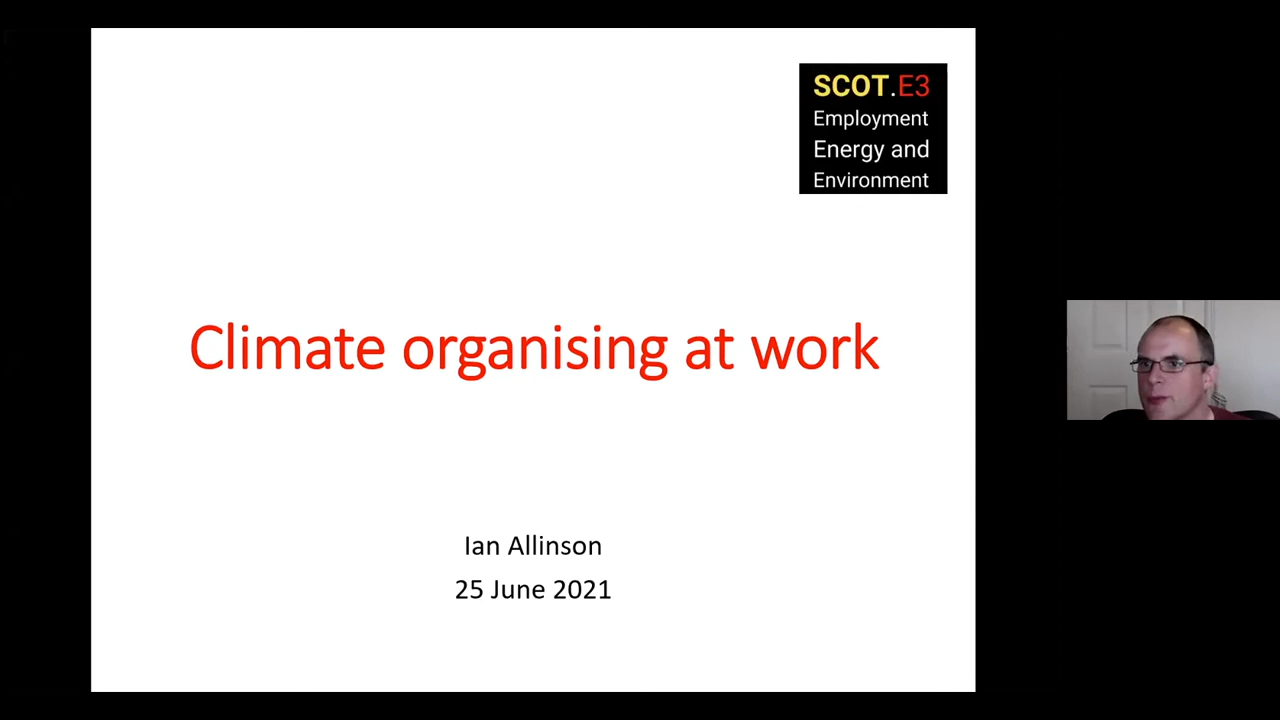 SCOT.E3
Employment
Energy and
Environment
Climate organising at work
Ian Allinson
25 June 2021